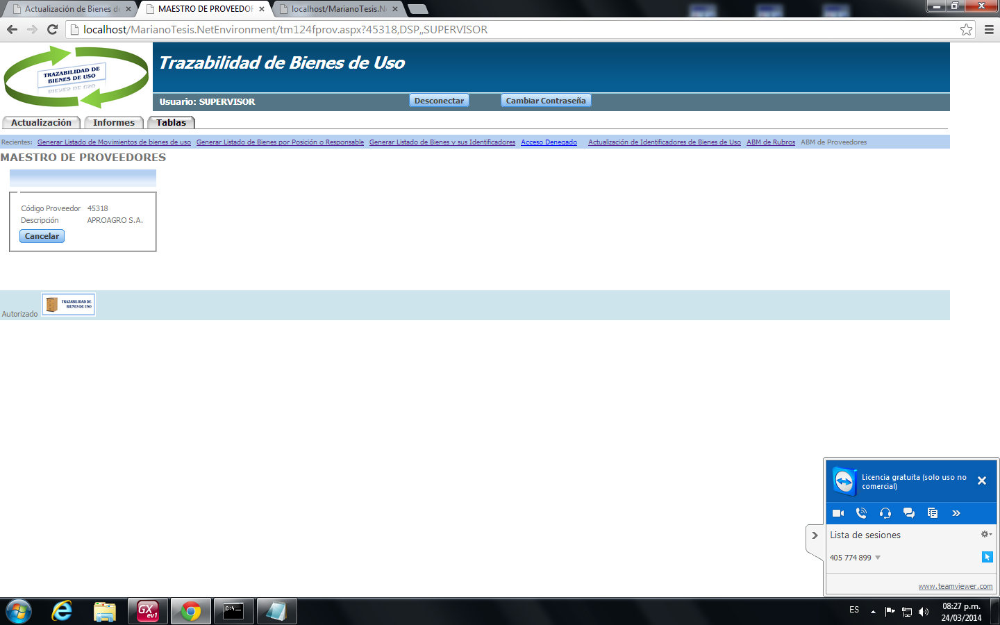 Actualización de Bienes de
MAESTRO DE PROVEEDOR
localhost/MarianoTesis.Ne
localhost/MarianoTesis.NetEnvironment/tm124fprov.aspx?45318,DSP,,SUPERVISOR
TRAZABILIDAD DE
BIENES DE USO
Trazabilidad de Bienes de Uso
Usuario: SUPERVISOR
Desconectar
Cambiar Contraseña
Actualización
Informes
Tablas
Recientes: Generar Listado de Movimientos de bienes de uso Generar Listado de Bienes por Posición o Responsable Generar Listado de Bienes y sus Identificadores Acceso Denegado Actualización de Identificadores de Bienes de Uso ABM de Rubros ABM de Proveedores
MAESTRO DE PROVEEDORES
Código Proveedor 45318
Descripción APROAGRO S.A.
Cancelar
Autorizado
TRAZABILIDAD DE
BIENES DE USO
Licencia gratuita (solo uso no
comercial)
Lista de sesiones
405 774 899
www.teamviewer.com
GX
ev1
C:\.
ES
08:27 p.m.
24/03/2014